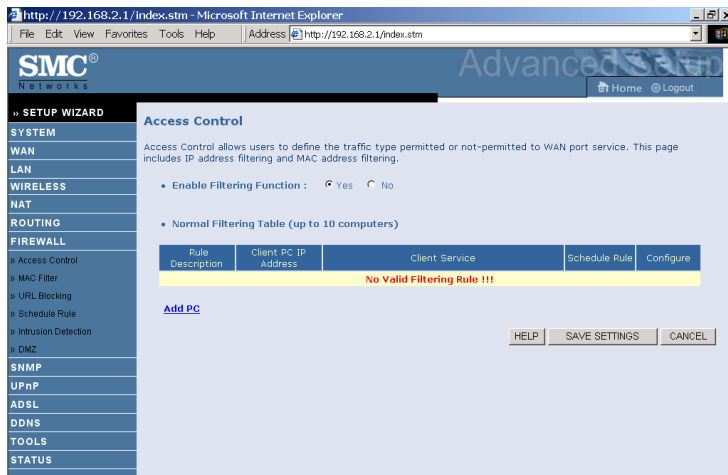 http://192.168.2.1/index.stm - Microsoft Internet Explorer
File Edit View Favorites Tools Help Address http://192.168.2.1/index.stm
SMC®
Networks
Advanced Setup
Home Logout
» SETUP WIZARD
SYSTEM
WAN
LAN
WIRELESS
NAT
ROUTING
FIREWALL
» Access Control
» MAC Filter
» URL Blocking
» Schedule Rule
» Intrusion Detection
» DMZ
SNMP
UPnP
ADSL
DDNS
TOOLS
STATUS
Access Control
Access Control allows users to define the traffic type permitted or not-permitted to WAN port service. This page
includes IP address filtering and MAC address filtering.
• Enable Filtering Function : Yes No
• Normal Filtering Table (up to 10 computers)
Rule Description Client PC IP Address Client Service Schedule Rule Configure
No Valid Filtering Rule !!!
Add PC
HELP SAVE SETTINGS CANCEL